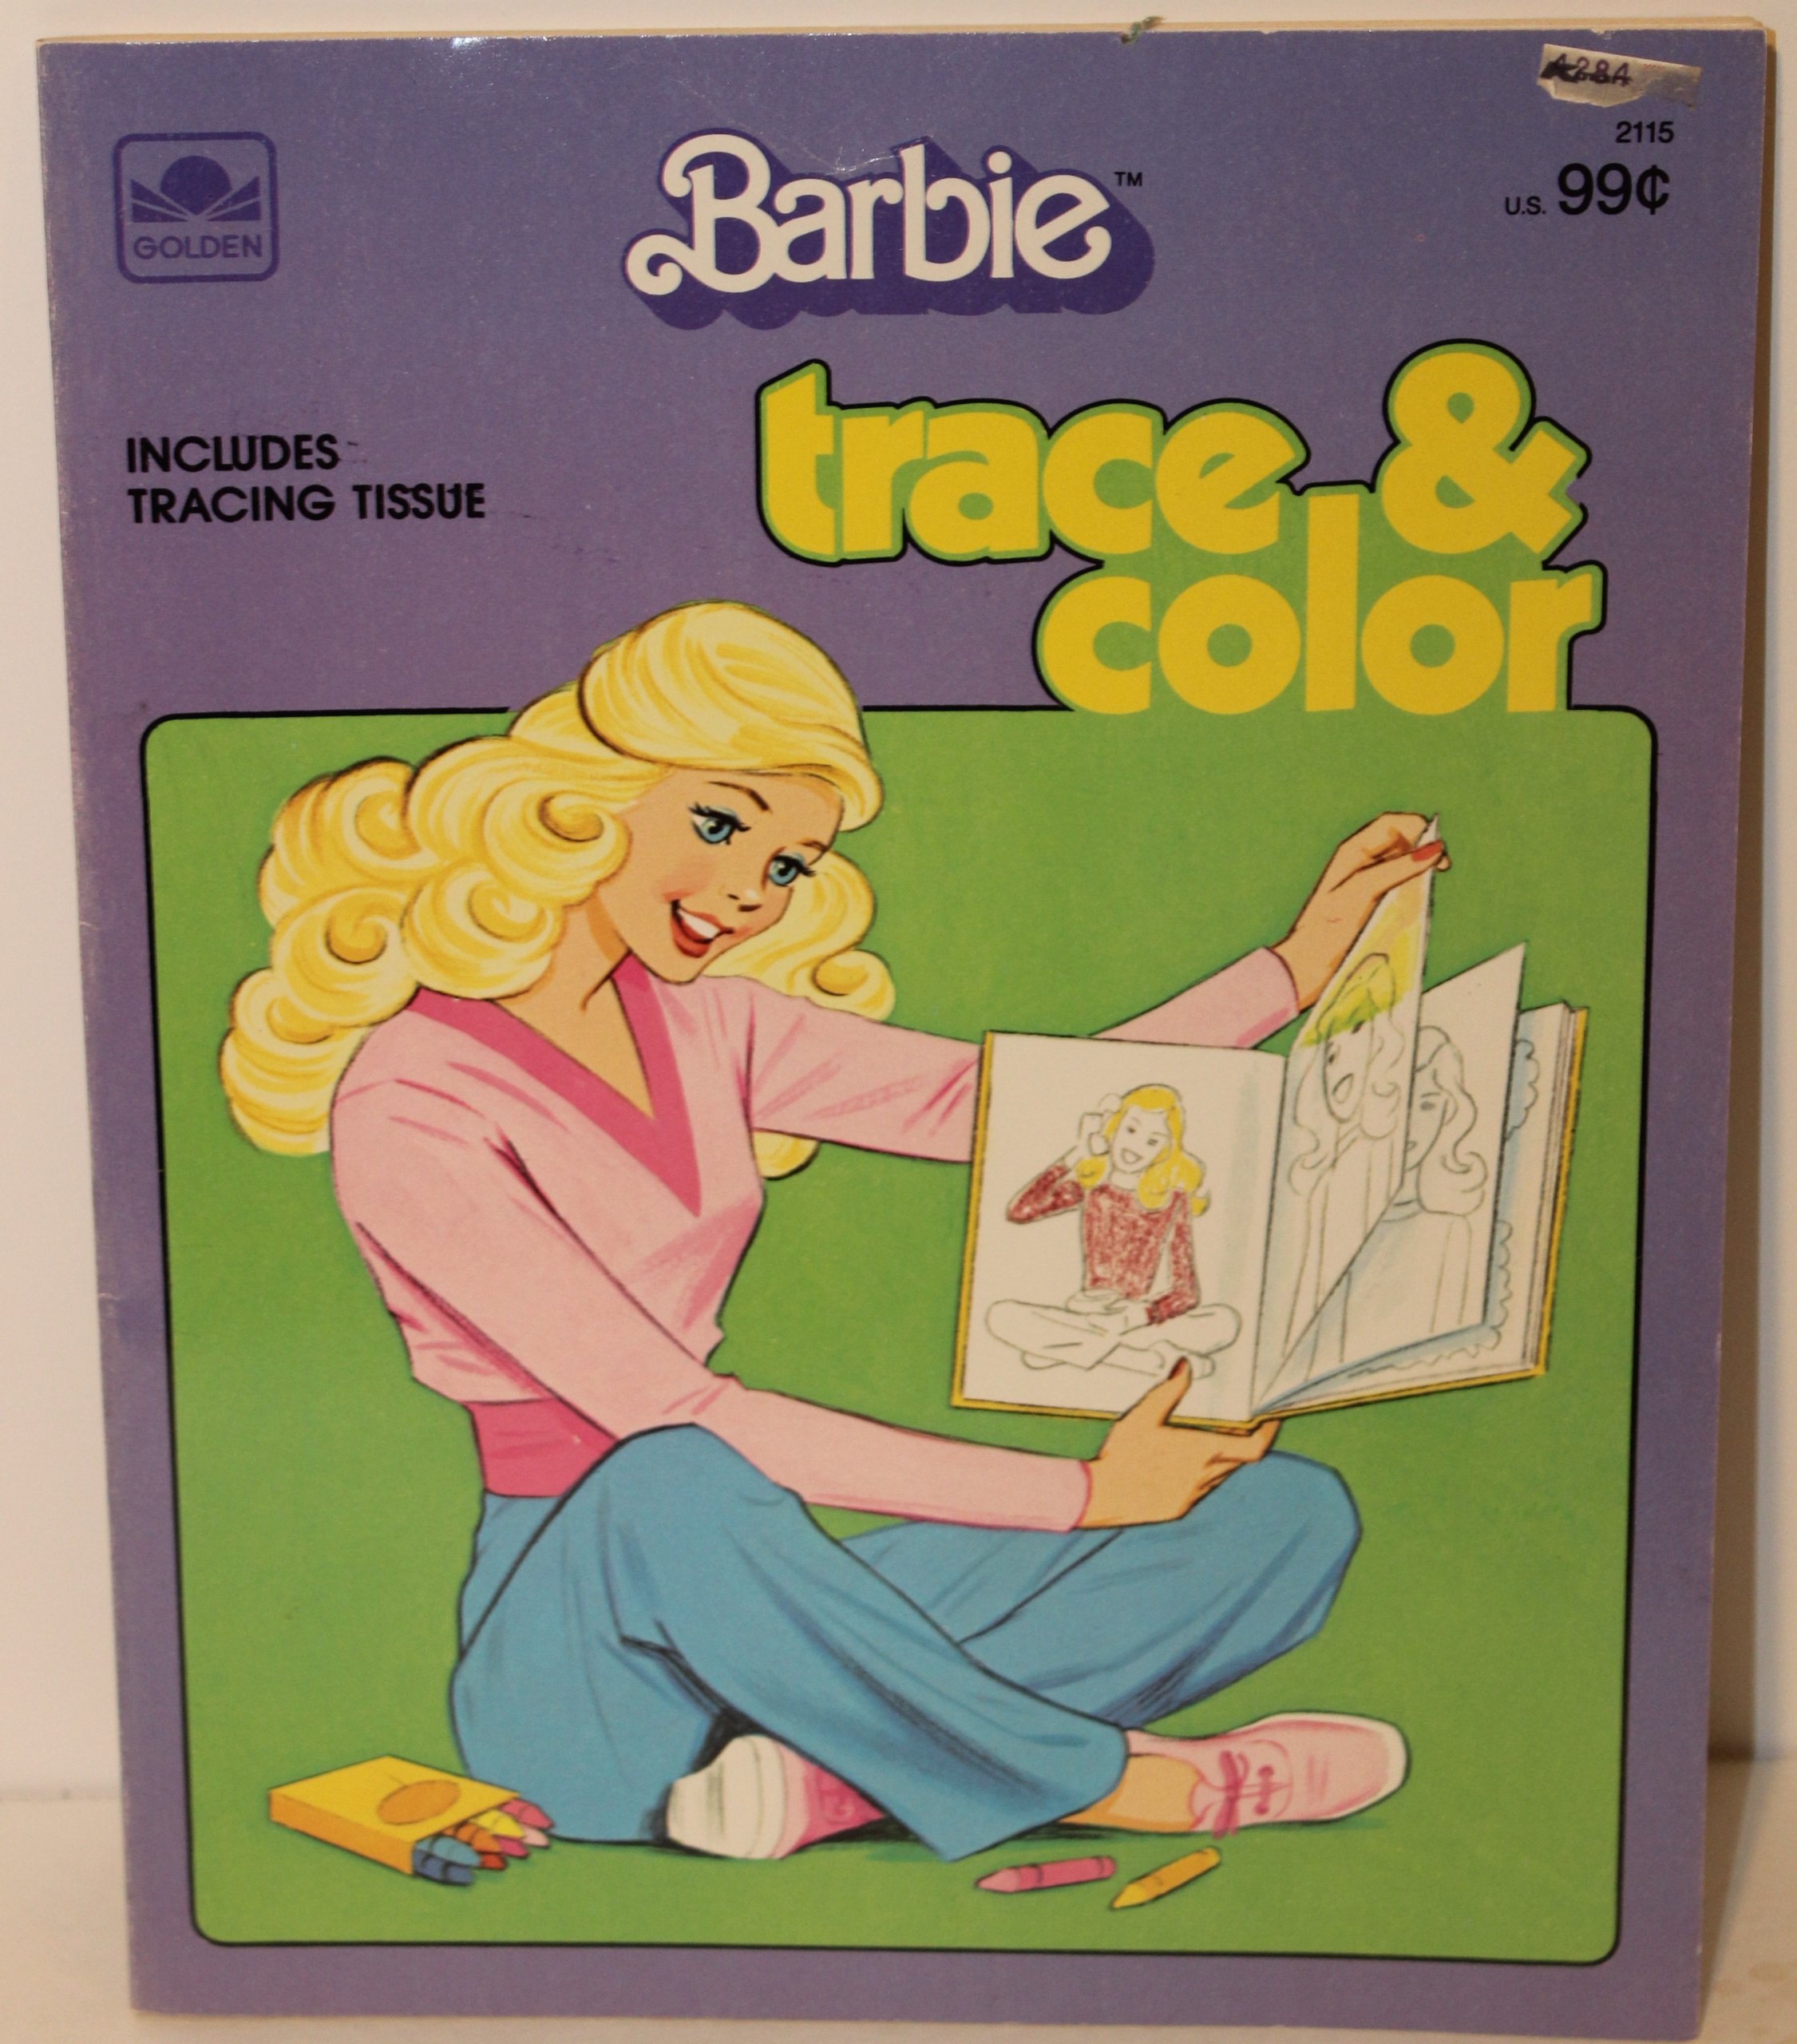 2115
GOLDEN
Barbie™
U.S. 99¢
trace &
color
INCLUDES
TRACING TISSUE